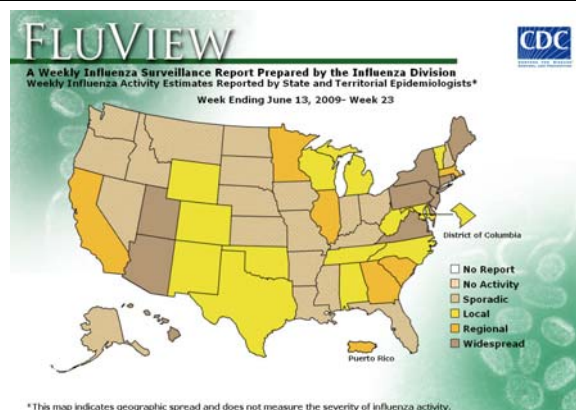 FLUVIEW
CDC
A Weekly Influenza Surveillance Report Prepared by the Influenza Division
Weekly Influenza Activity Estimates Reported by State and Territorial Epidemiologists*
Week Ending June 13, 2009- Week 23
District of Columbia
No Report
No Activity
Sporadic
Local
Regional
Widespread
Puerto Rico
*This map indicates geographic spread and does not measure the severity of influenza activity.